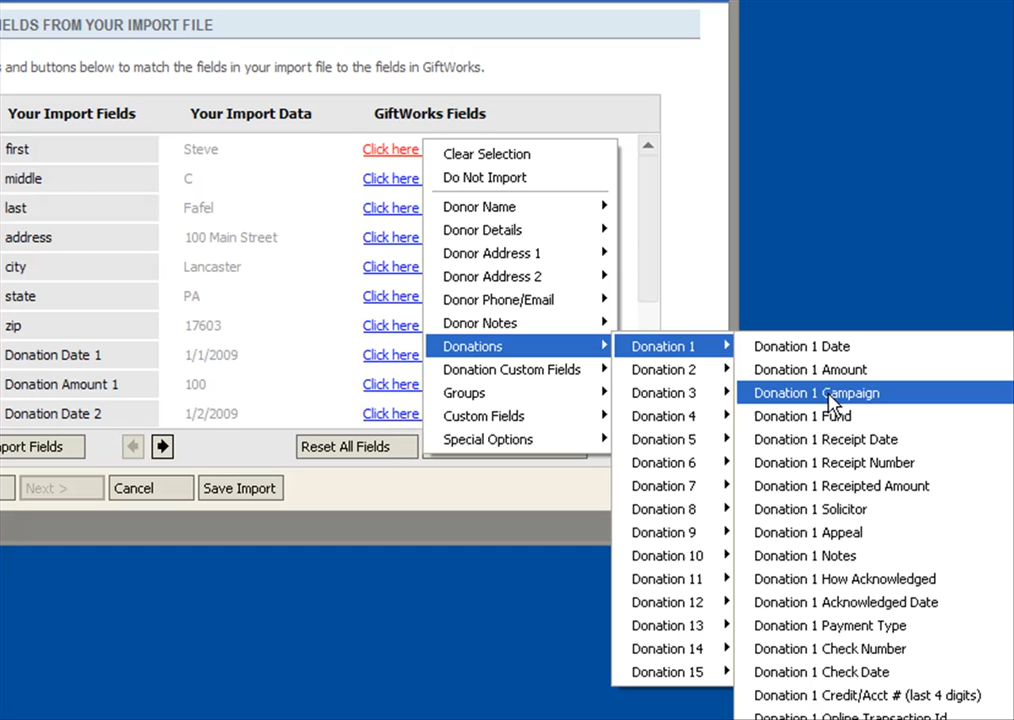 IELDS FROM YOUR IMPORT FILE
and buttons below to match the fields in your import file to the fields in GiftWorks.
Your Import Fields Your Import Data GiftWorks Fields
first Steve Click here
middle C Click here
last Fafel Click here
address 100 Main Street Click here
city Lancaster Click here
state PA Click here
zip 17603 Click here
Donation Date 1 1/1/2009 Click here
Donation Amount 1 100 Click here
Donation Date 2 1/2/2009 Click here
port Fields
Reset All Fields
Next >
Cancel
Save Import
Clear Selection
Do Not Import
Donor Name
Donor Details
Donor Address 1
Donor Address 2
Donor Phone/Email
Donor Notes
Donations
Donation Custom Fields
Groups
Custom Fields
Special Options
Donation 1
Donation 2
Donation 3
Donation 4
Donation 5
Donation 6
Donation 7
Donation 8
Donation 9
Donation 10
Donation 11
Donation 12
Donation 13
Donation 14
Donation 15
Donation 1 Date
Donation 1 Amount
Donation 1 Campaign
Donation 1 Fund
Donation 1 Receipt Date
Donation 1 Receipt Number
Donation 1 Receipted Amount
Donation 1 Solicitor
Donation 1 Appeal
Donation 1 Notes
Donation 1 How Acknowledged
Donation 1 Acknowledged Date
Donation 1 Payment Type
Donation 1 Check Number
Donation 1 Check Date
Donation 1 Credit/Acct # (last 4 digits)
Donation 1 Online Transaction Id